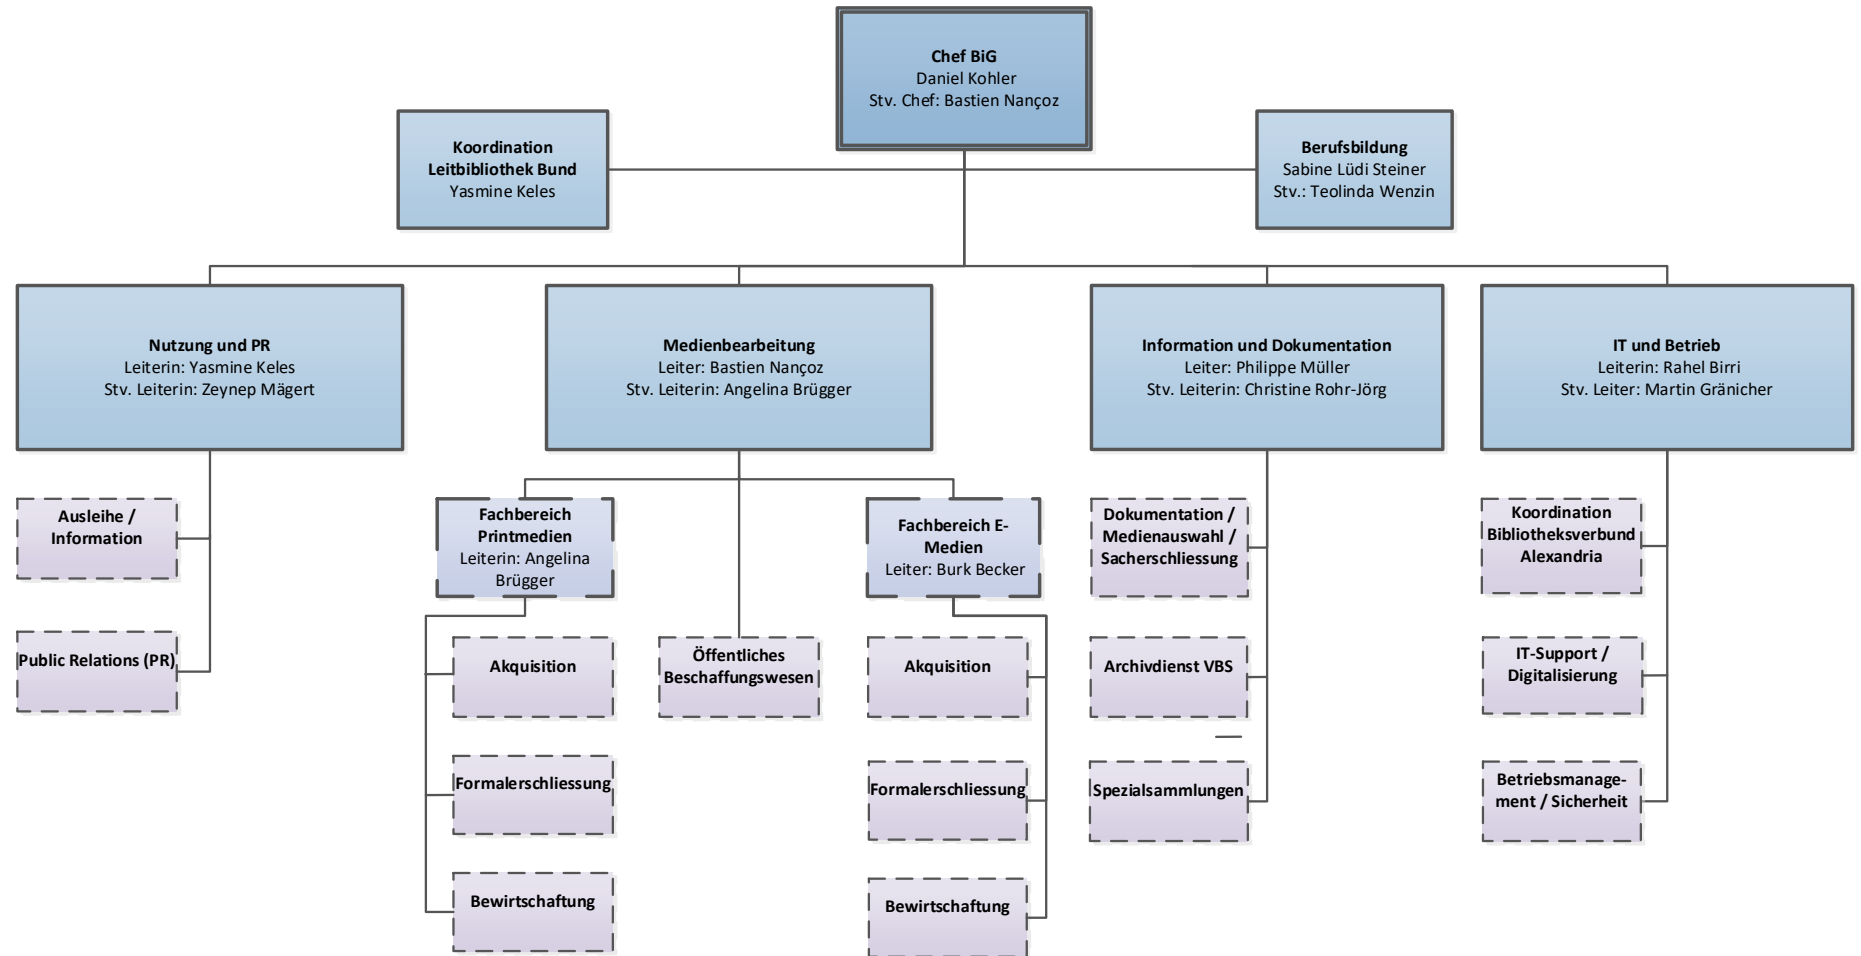 Chef BiG
Daniel Kohler
Stv. Chef: Bastien Nançoz
Koordination
Leitbibliothek Bund
Yasmine Keles
Berufsbildung
Sabine Lüdi Steiner
Stv.: Teolinda Wenzin
Nutzung und PR
Leiterin: Yasmine Keles
Stv. Leiterin: Zeynep Mägert
Medienbearbeitung
Leiter: Bastien Nançoz
Stv. Leiterin: Angelina Brügger
Information und Dokumentation
Leiter: Philippe Müller
Stv. Leiterin: Christine Rohr-Jörg
IT und Betrieb
Leiterin: Rahel Birri
Stv. Leiter: Martin Gränicher
Ausleihe /
Information
Public Relations (PR)
Fachbereich
Printmedien
Leiterin: Angelina
Brügger
Akquisition
Formalerschliessung
Bewirtschaftung
Öffentliches
Beschaffungswesen
Fachbereich E-
Medien
Leiter: Burk Becker
Akquisition
Formalerschliessung
Bewirtschaftung
Dokumentation /
Medienauswahl /
Sacherschliessung
Archivdienst VBS
Spezialsammlungen
Koordination
Bibliotheksverbund
Alexandria
IT-Support /
Digitalisierung
Betriebsmanage-
ment / Sicherheit